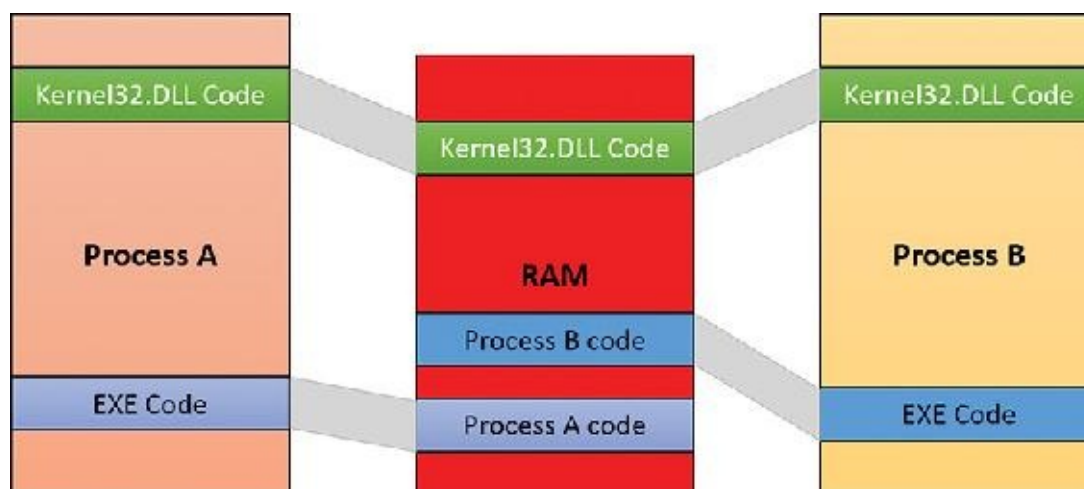 Kernel32.DLL Code
Process A
EXE Code
Kernel32.DLL Code
RAM
Process B code
Process A code
Kernel32.DLL Code
Process B
EXE Code